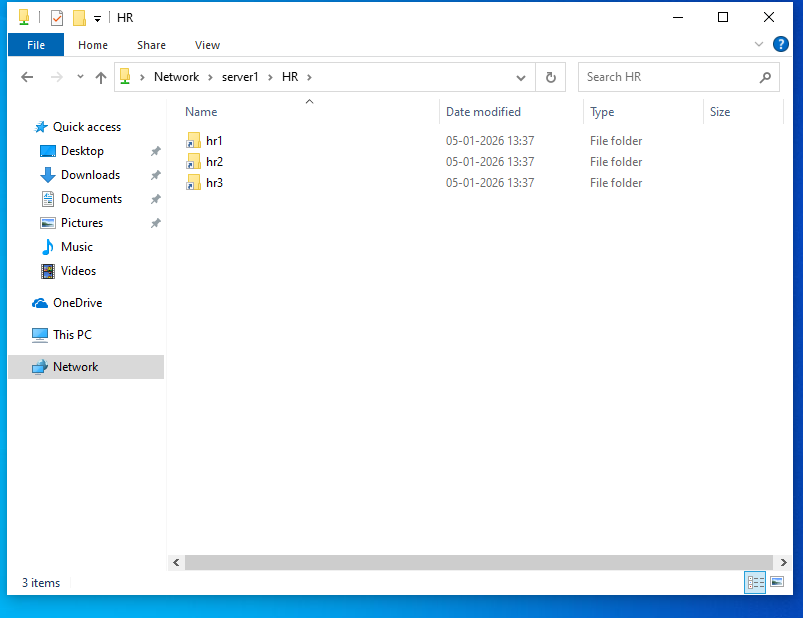 HR
File Home Share View
Network server1 HR
Search HR
Name Date modified Type Size
Quick access
Desktop
Downloads
Documents
Pictures
Music
Videos
OneDrive
This PC
Network
hr1 05-01-2026 13:37 File folder
hr2 05-01-2026 13:37 File folder
hr3 05-01-2026 13:37 File folder
3 items